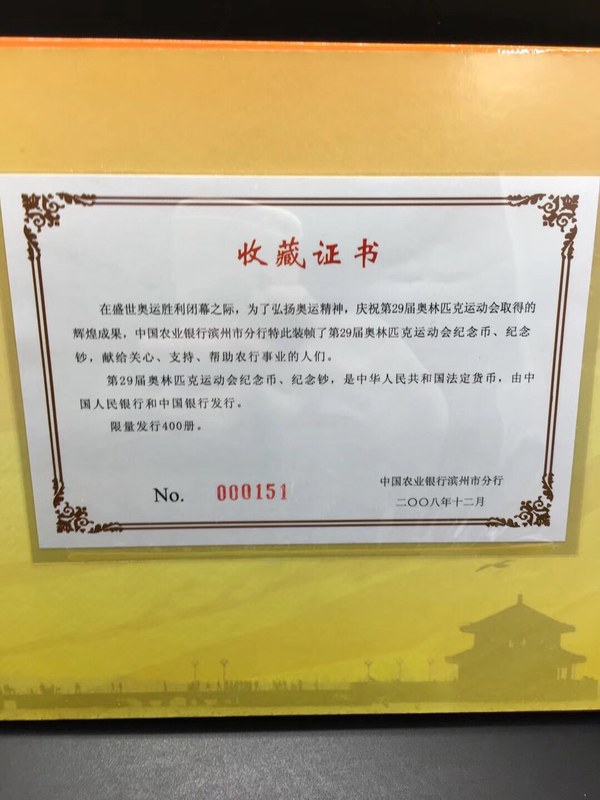 收藏证书
在盛世奥运胜利闭幕之际，为了弘扬奥运精神，庆祝第29届奥林匹克运动会取得的
辉煌成果，中国农业银行滨州市分行特此装帧了第29届奥林匹克运动会纪念币、纪念
钞，献给关心、支持、帮助农行事业的人们。
第29届奥林匹克运动会纪念币、纪念钞，是中华人民共和国法定货币，由中
国人民银行和中国银行发行。
限量发行400册。
No. 000151
中国农业银行滨州市分行
二〇〇八年十二月